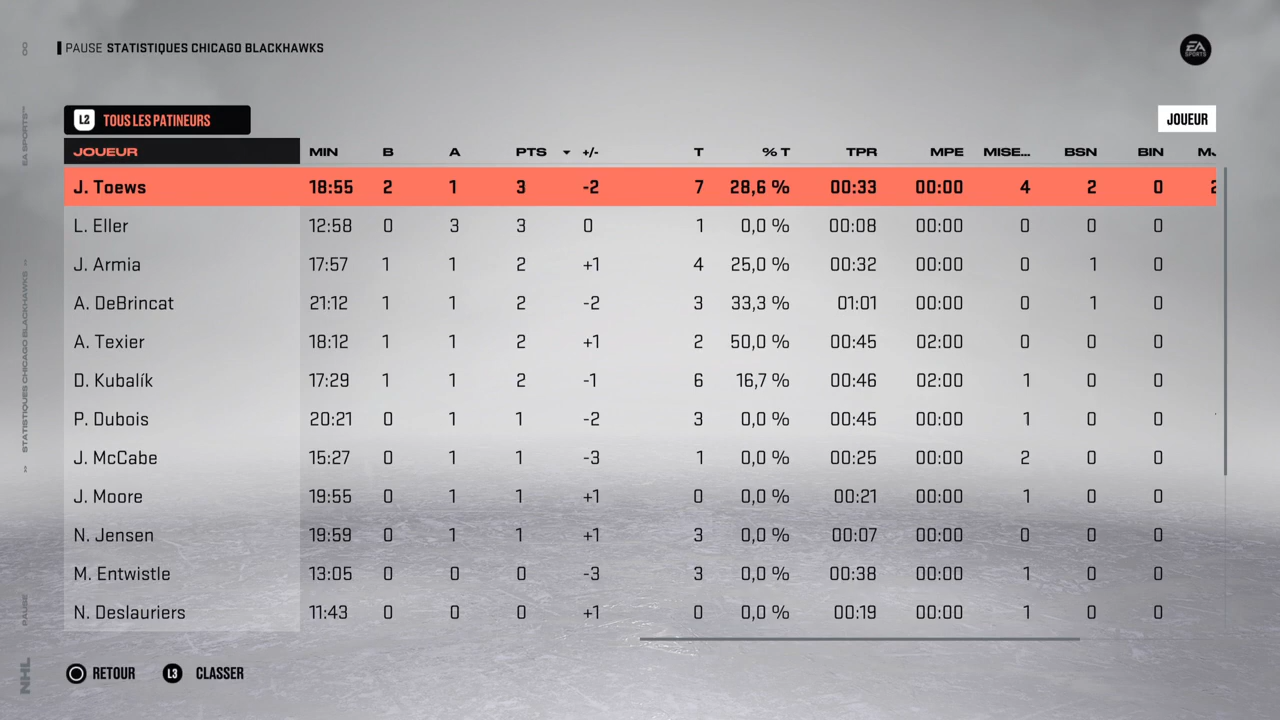 PAUSE STATISTIQUES CHICAGO BLACKHAWKS
EA SPORTS
L2 TOUS LES PATINEURS
JOUEUR
JOUEUR MIN B A PTS +/- T % T TPR MPE MISE... BSN BIN
J. Toews 18:55 2 1 3 -2 7 28,6 % 00:33 00:00 4 2 0
L. Eller 12:58 0 3 3 0 1 0,0 % 00:08 00:00 0 0 0
J. Armia 17:57 1 1 2 +1 4 25,0 % 00:32 00:00 0 1 0
A. DeBrincat 21:12 1 1 2 -2 3 33,3 % 01:01 00:00 0 1 0
A. Texier 18:12 1 1 2 +1 2 50,0 % 00:45 02:00 0 0 0
D. Kubalík 17:29 1 1 2 -1 6 16,7 % 00:46 02:00 1 0 0
P. Dubois 20:21 0 1 1 -2 3 0,0 % 00:45 00:00 1 0 0
J. McCabe 15:27 0 1 1 -3 1 0,0 % 00:25 00:00 2 0 0
J. Moore 19:55 0 1 1 +1 0 0,0 % 00:21 00:00 1 0 0
N. Jensen 19:59 0 1 1 +1 3 0,0 % 00:07 00:00 0 0 0
M. Entwistle 13:05 0 0 0 -3 3 0,0 % 00:38 00:00 1 0 0
N. Deslauriers 11:43 0 0 0 +1 0 0,0 % 00:19 00:00 1 0 0
RETOUR L3 CLASSER
NHL PAUSE » STATISTIQUES CHICAGO BLACKHAWKS » EA SPORTS™